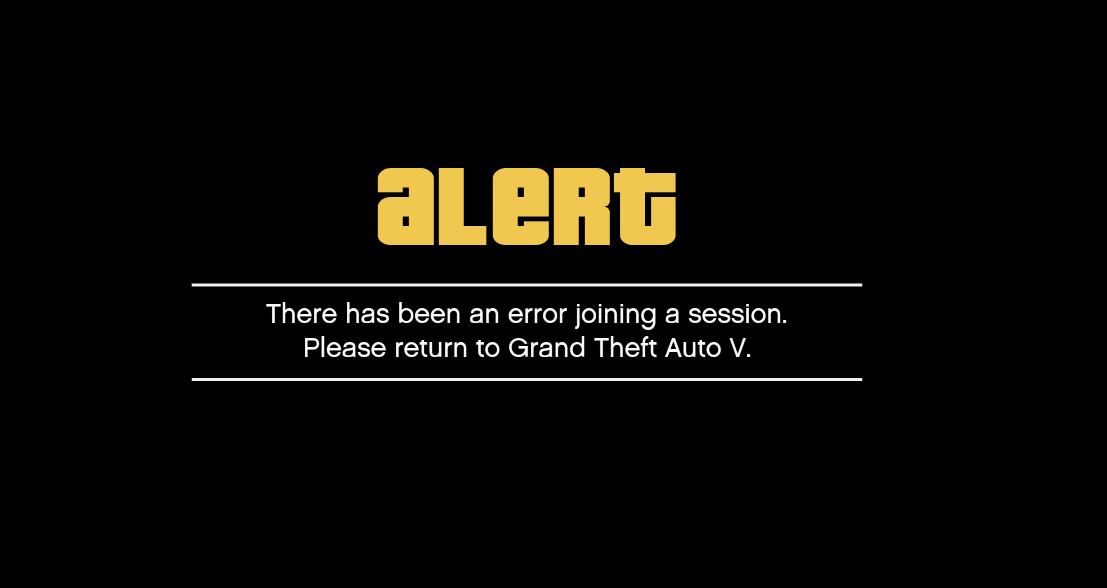 aLeRt
There has been an error joining a session.
Please return to Grand Theft Auto V.